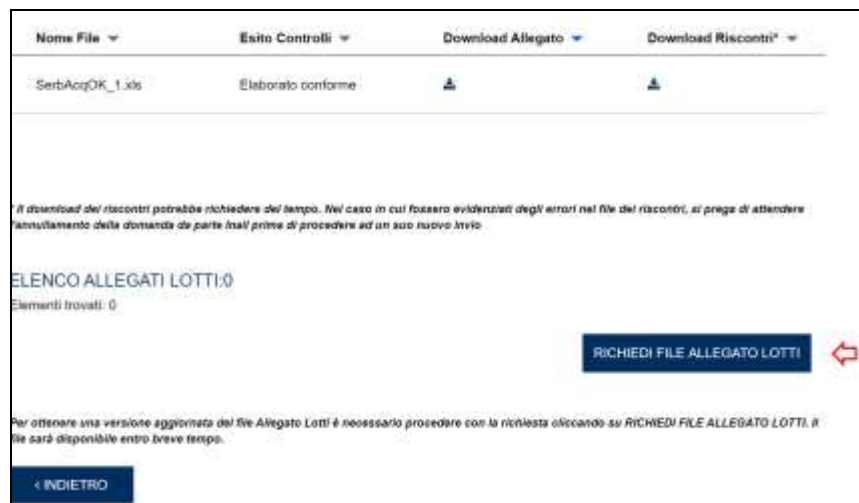 Nome File Esito Controlli Download Allegato Download Riscontri*
SerbAcqOK_1.xls Elaborato conforme
* Il download dei riscontri potrebbe richiedere del tempo. Nel caso in cui fossero evidenziati degli errori nel file dei riscontri, si prega di attendere
l'annullamento della domanda da parte Inail prima di procedere ad un suo nuovo invio
ELENCO ALLEGATI LOTTI:0
Elementi trovati: 0
RICHIEDI FILE ALLEGATO LOTTI
Per ottenere una versione aggiornata del file Allegato Lotti è necessario procedere con la richiesta cliccando su RICHIEDI FILE ALLEGATO LOTTI. Il
file sarà disponibile entro breve tempo.
< INDIETRO